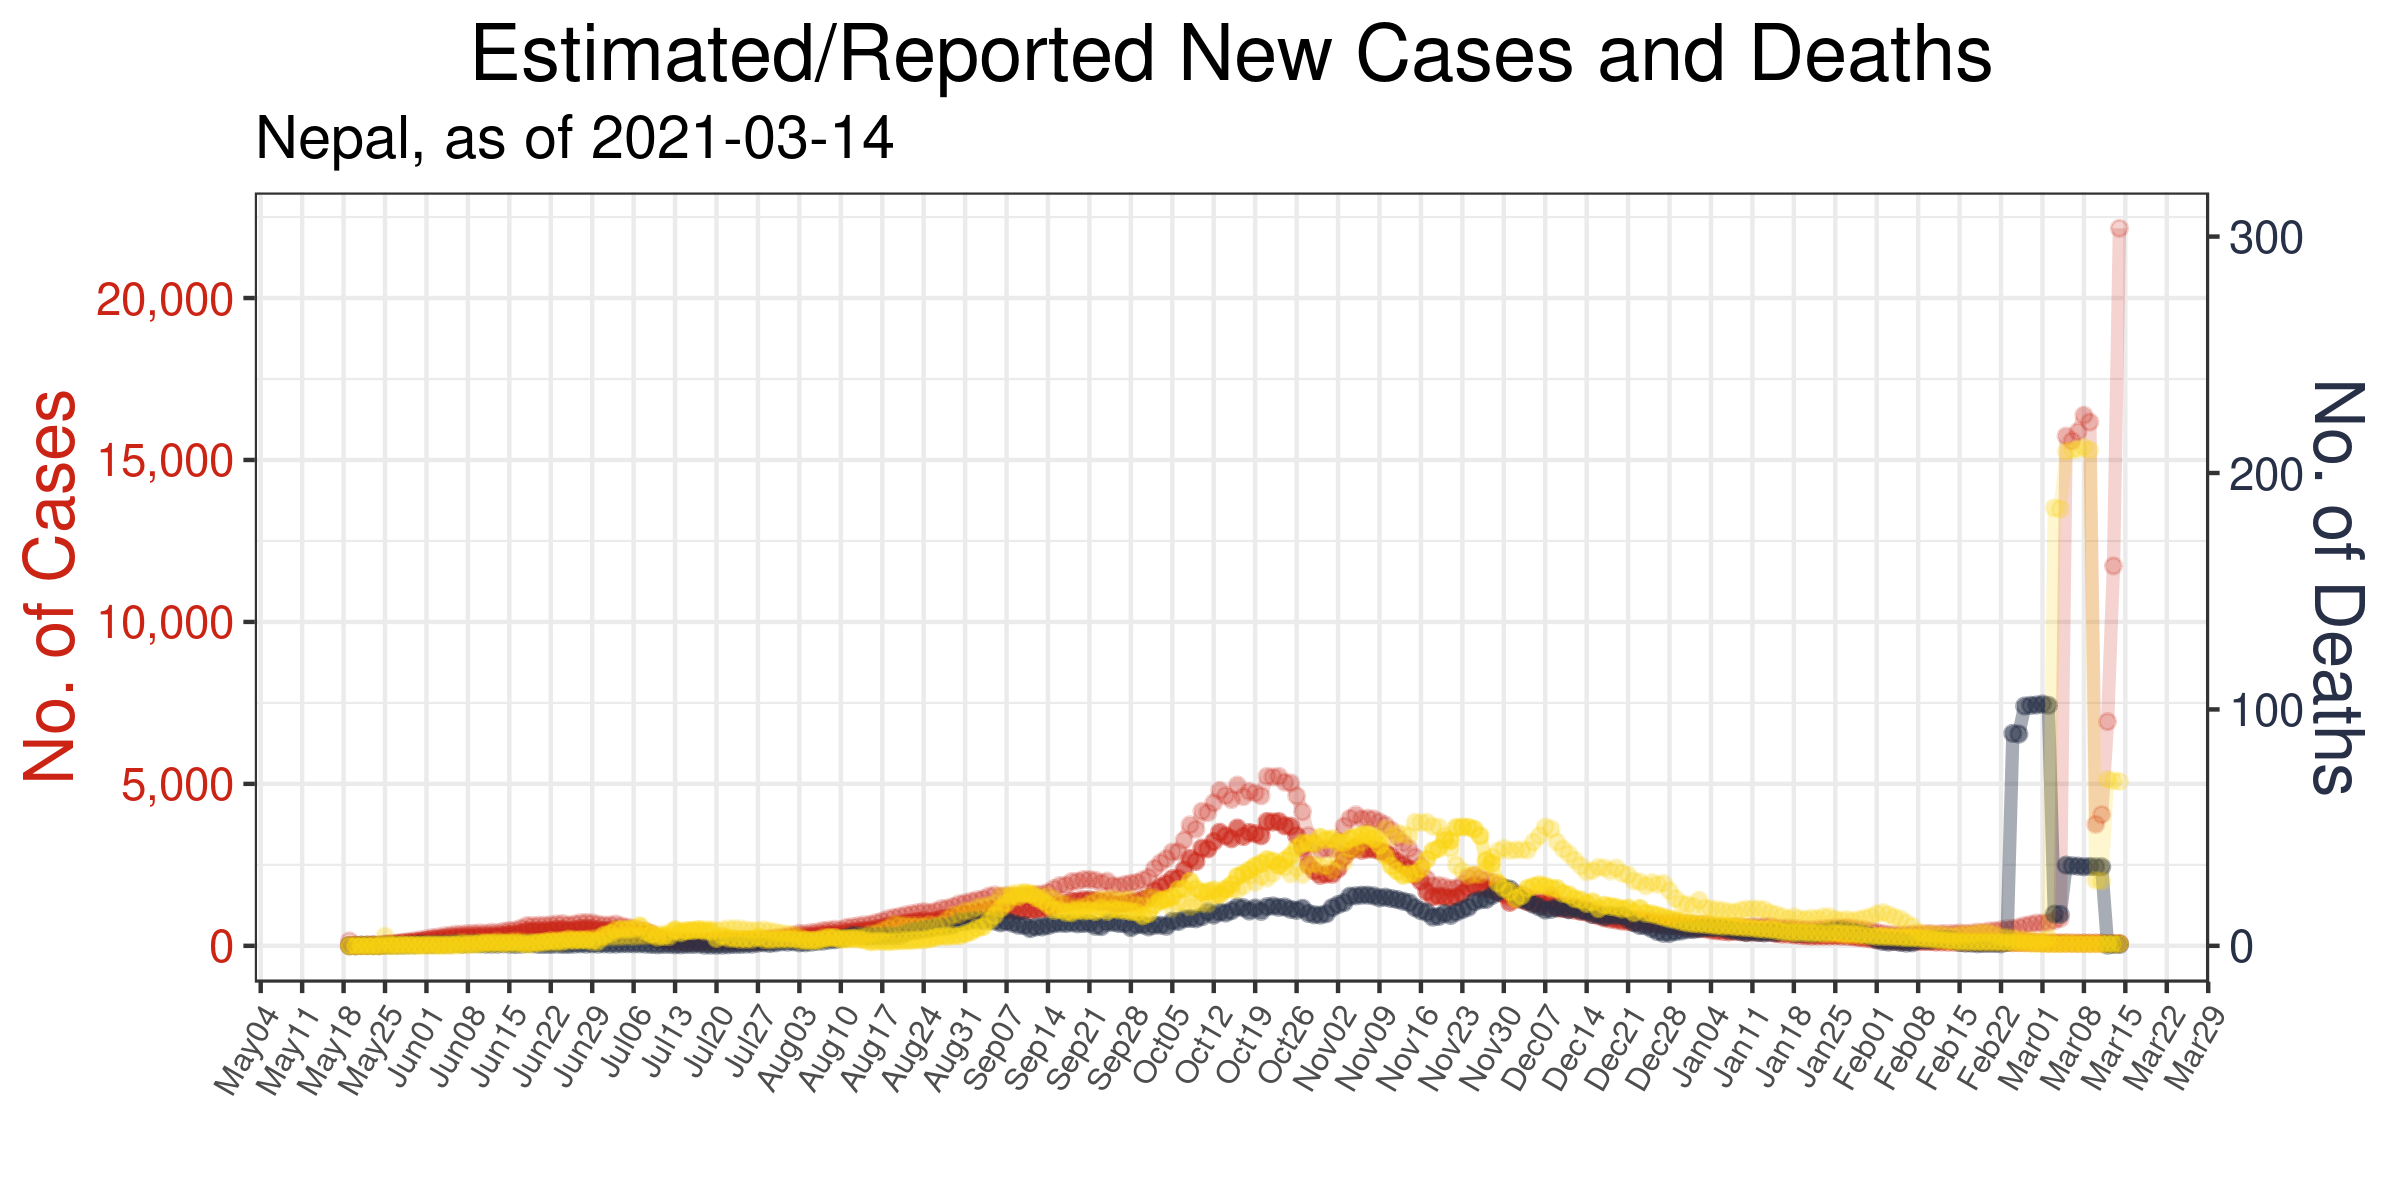 Estimated/Reported New Cases and Deaths
Nepal, as of 2021-03-14
No. of Cases
20,000
15,000
10,000
5,000
0
300
200
100
0
No. of Deaths
May04
May11
May18
May25
Jun01
Jun08
Jun15
Jun22
Jun29
Jul06
Jul13
Jul20
Jul27
Aug03
Aug10
Aug17
Aug24
Aug31
Sep07
Sep14
Sep21
Sep28
Oct05
Oct12
Oct19
Oct26
Nov02
Nov09
Nov16
Nov23
Nov30
Dec07
Dec14
Dec21
Dec28
Jan04
Jan11
Jan18
Jan25
Feb01
Feb08
Feb15
Feb22
Mar01
Mar08
Mar15
Mar22
Mar29